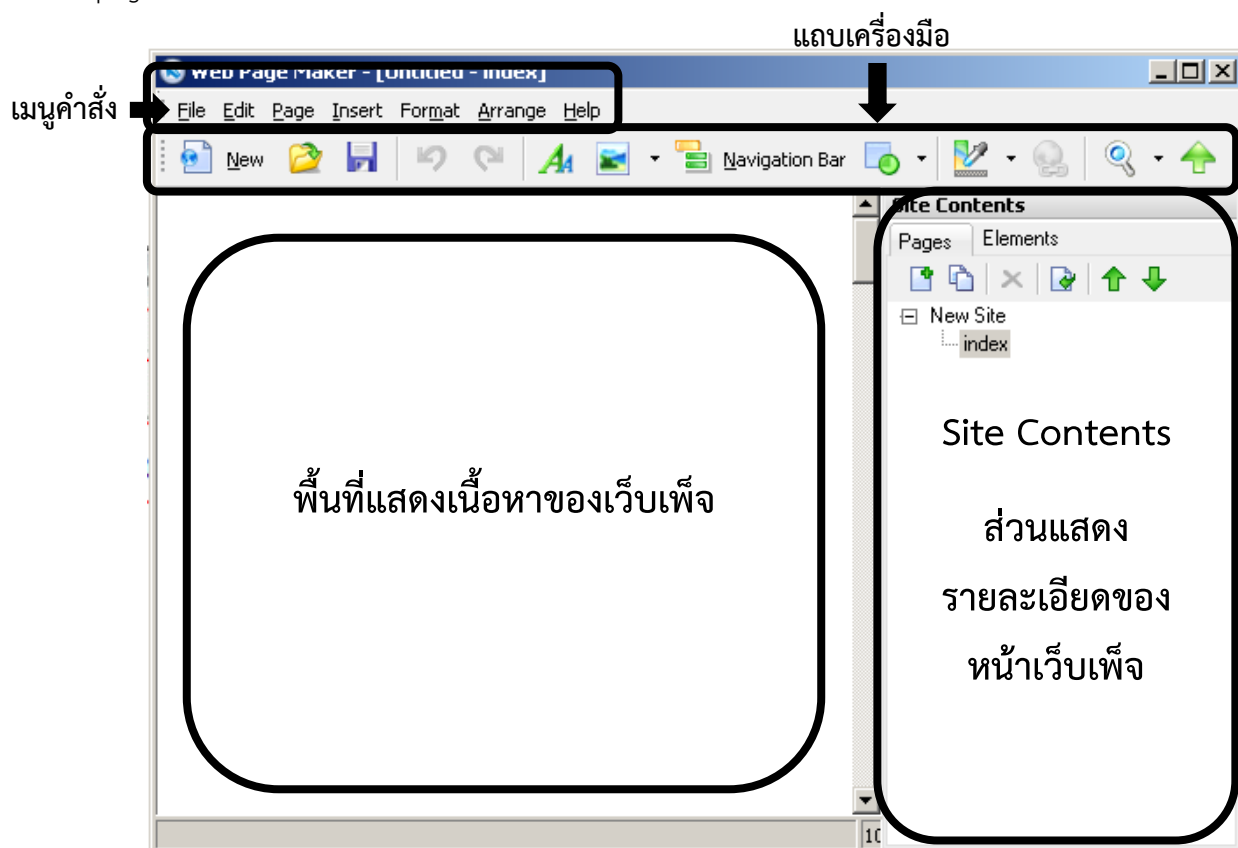 แถบเครื่องมือ
Web Page Maker - [Untitled - index]
เมนูคำสั่ง
File Edit Page Insert Format Arrange Help
New Navigation Bar
Site Contents
Pages Elements
New Site
index
Site Contents
พื้นที่แสดงเนื้อหาของเว็บเพ็จ
ส่วนแสดง
รายละเอียดของ
หน้าเว็บเพ็จ